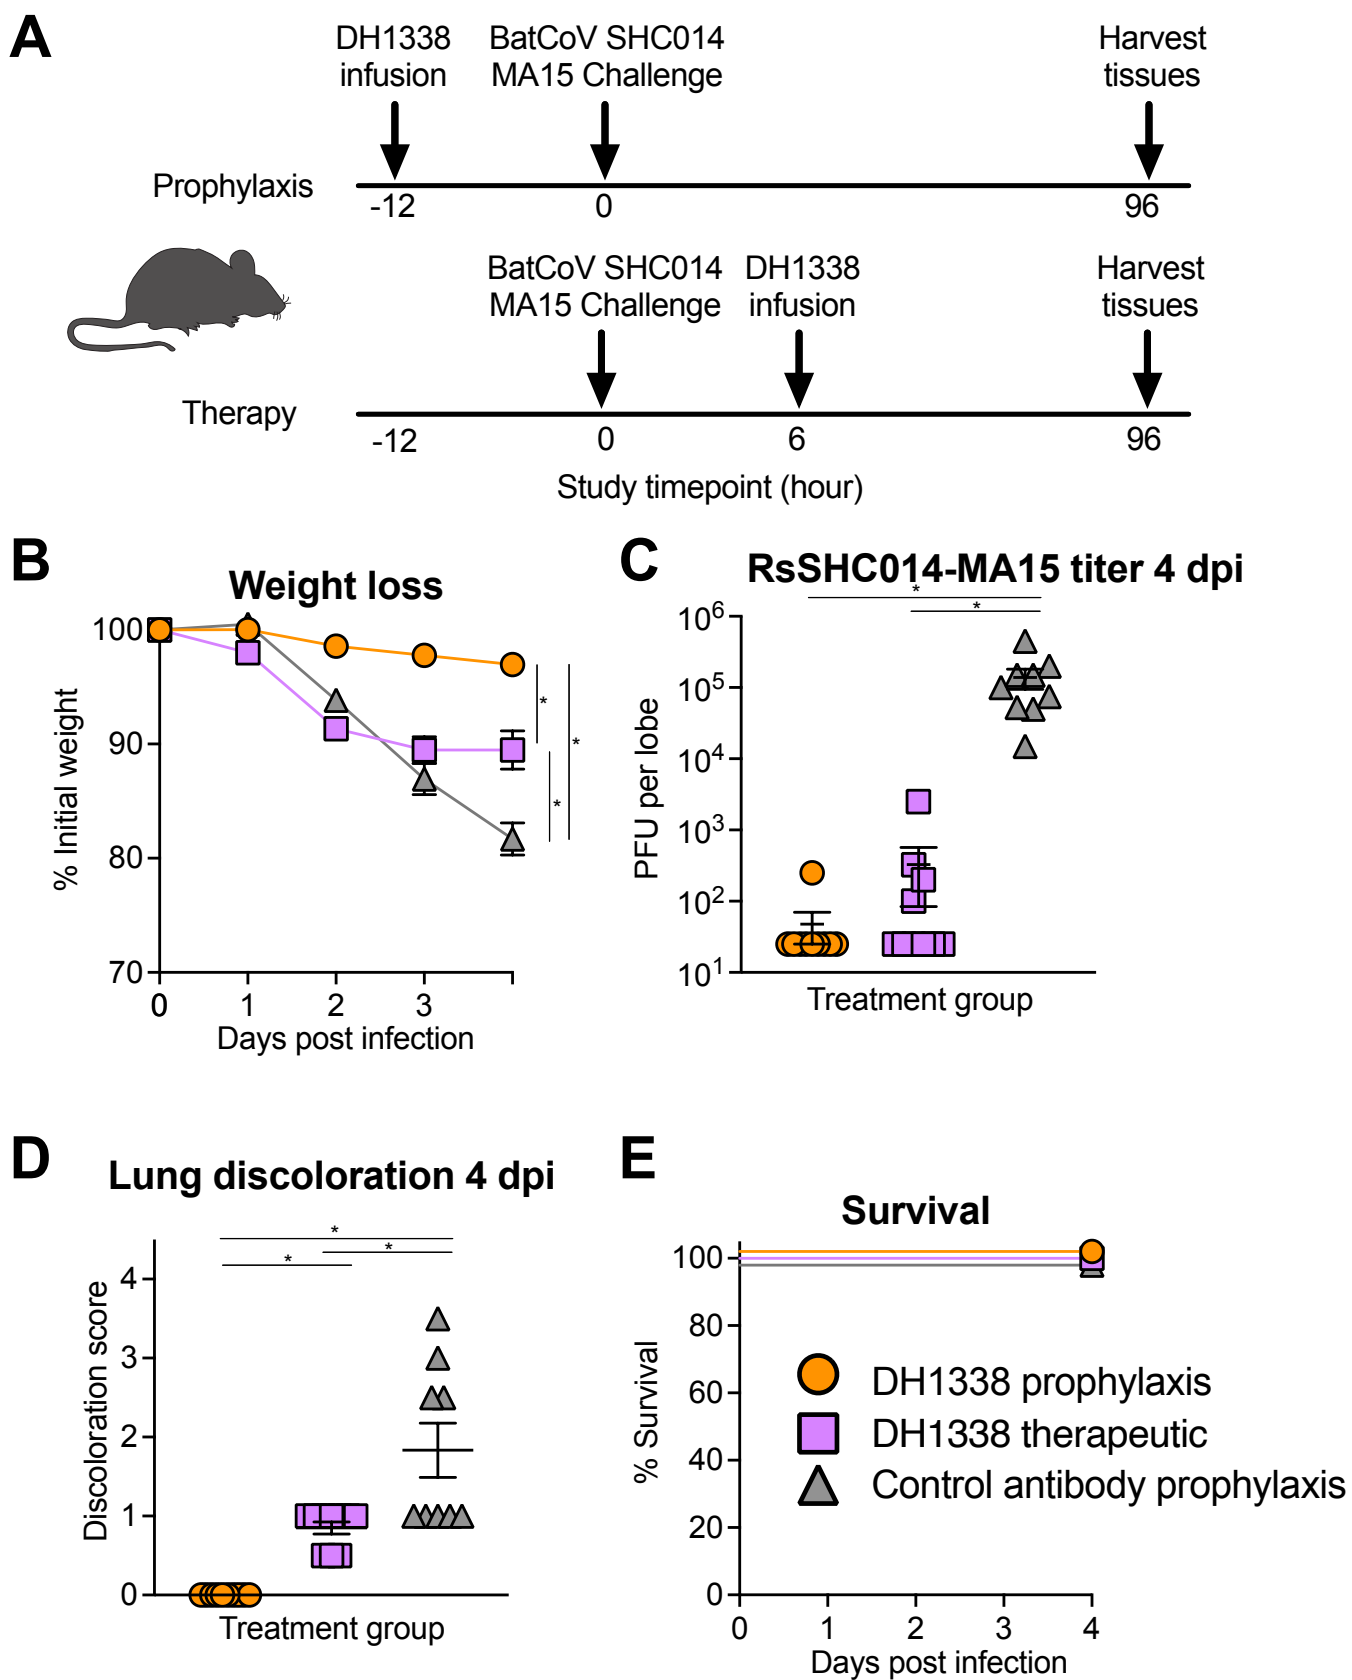 A
DH1338
infusion
BatCoV SHC014
MA15 Challenge
Harvest
tissues
Prophylaxis
-12
0
96
BatCoV SHC014
MA15 Challenge
DH1338
infusion
Harvest
tissues
Therapy
-12
0
6
96
Study timepoint (hour)
B
Weight loss
% Initial weight
100
90
80
70
0
1
2
3
Days post infection
*
*
*
C
RsSHC014-MA15 titer 4 dpi
*
*
PFU per lobe
10⁶
10⁵
10⁴
10³
10²
10¹
Treatment group
D
Lung discoloration 4 dpi
*
*
*
Discoloration score
4
3
2
1
0
Treatment group
E
Survival
% Survival
100
80
60
40
20
0
0
1
2
3
4
Days post infection
DH1338 prophylaxis
DH1338 therapeutic
Control antibody prophylaxis